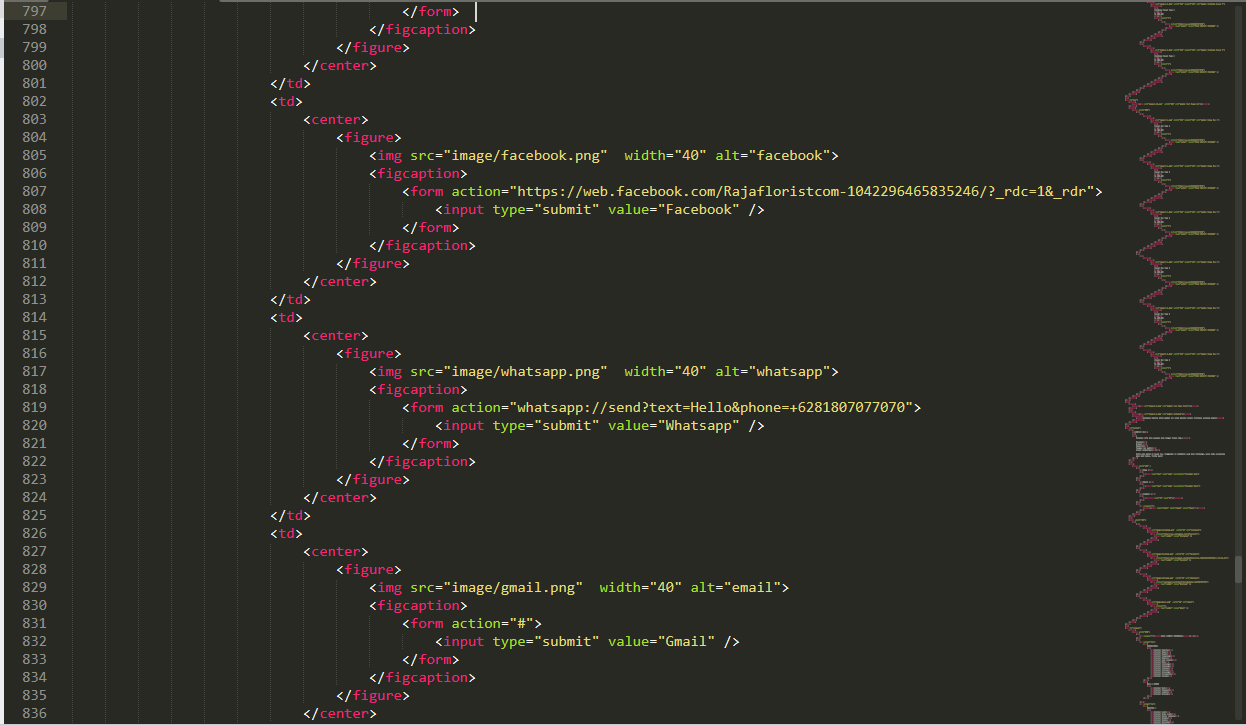 797 </form>
798 </figcaption>
799 </figure>
800 </center>
801 </td>
802 <td>
803 <center>
804 <figure>
805 <img src="image/facebook.png"  width="40" alt="facebook">
806 <figcaption>
807 <form action="https://web.facebook.com/Rajafloristcom-1042296465835246/?_rdc=1&_rdr">
808 <input type="submit" value="Facebook" />
809 </form>
810 </figcaption>
811 </figure>
812 </center>
813 </td>
814 <td>
815 <center>
816 <figure>
817 <img src="image/whatsapp.png"  width="40" alt="whatsapp">
818 <figcaption>
819 <form action="whatsapp://send?text=Hello&phone=+6281807077070">
820 <input type="submit" value="Whatsapp" />
821 </form>
822 </figcaption>
823 </figure>
824 </center>
825 </td>
826 <td>
827 <center>
828 <figure>
829 <img src="image/gmail.png"  width="40" alt="email">
830 <figcaption>
831 <form action="#">
832 <input type="submit" value="Gmail" />
833 </form>
834 </figcaption>
835 </figure>
836 </center>